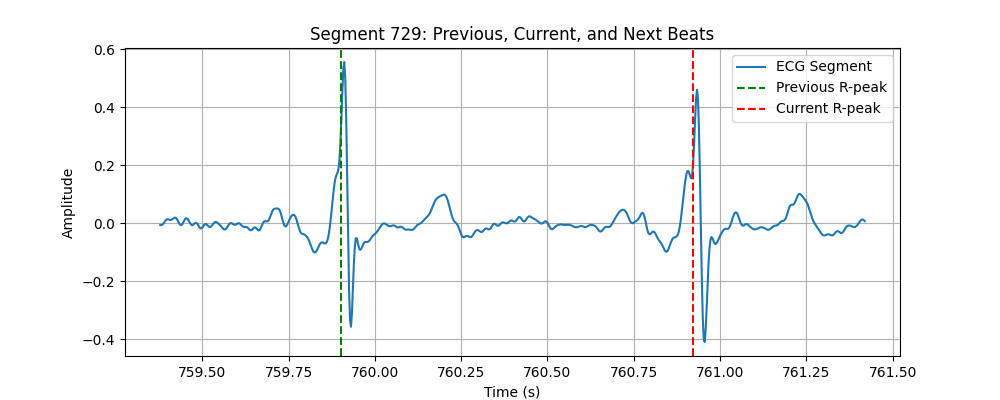 Segment 729: Previous, Current, and Next Beats
0.6
0.4
0.2
0.0
−0.2
−0.4
Amplitude
ECG Segment
Previous R-peak
Current R-peak
759.50 759.75 760.00 760.25 760.50 760.75 761.00 761.25 761.50
Time (s)